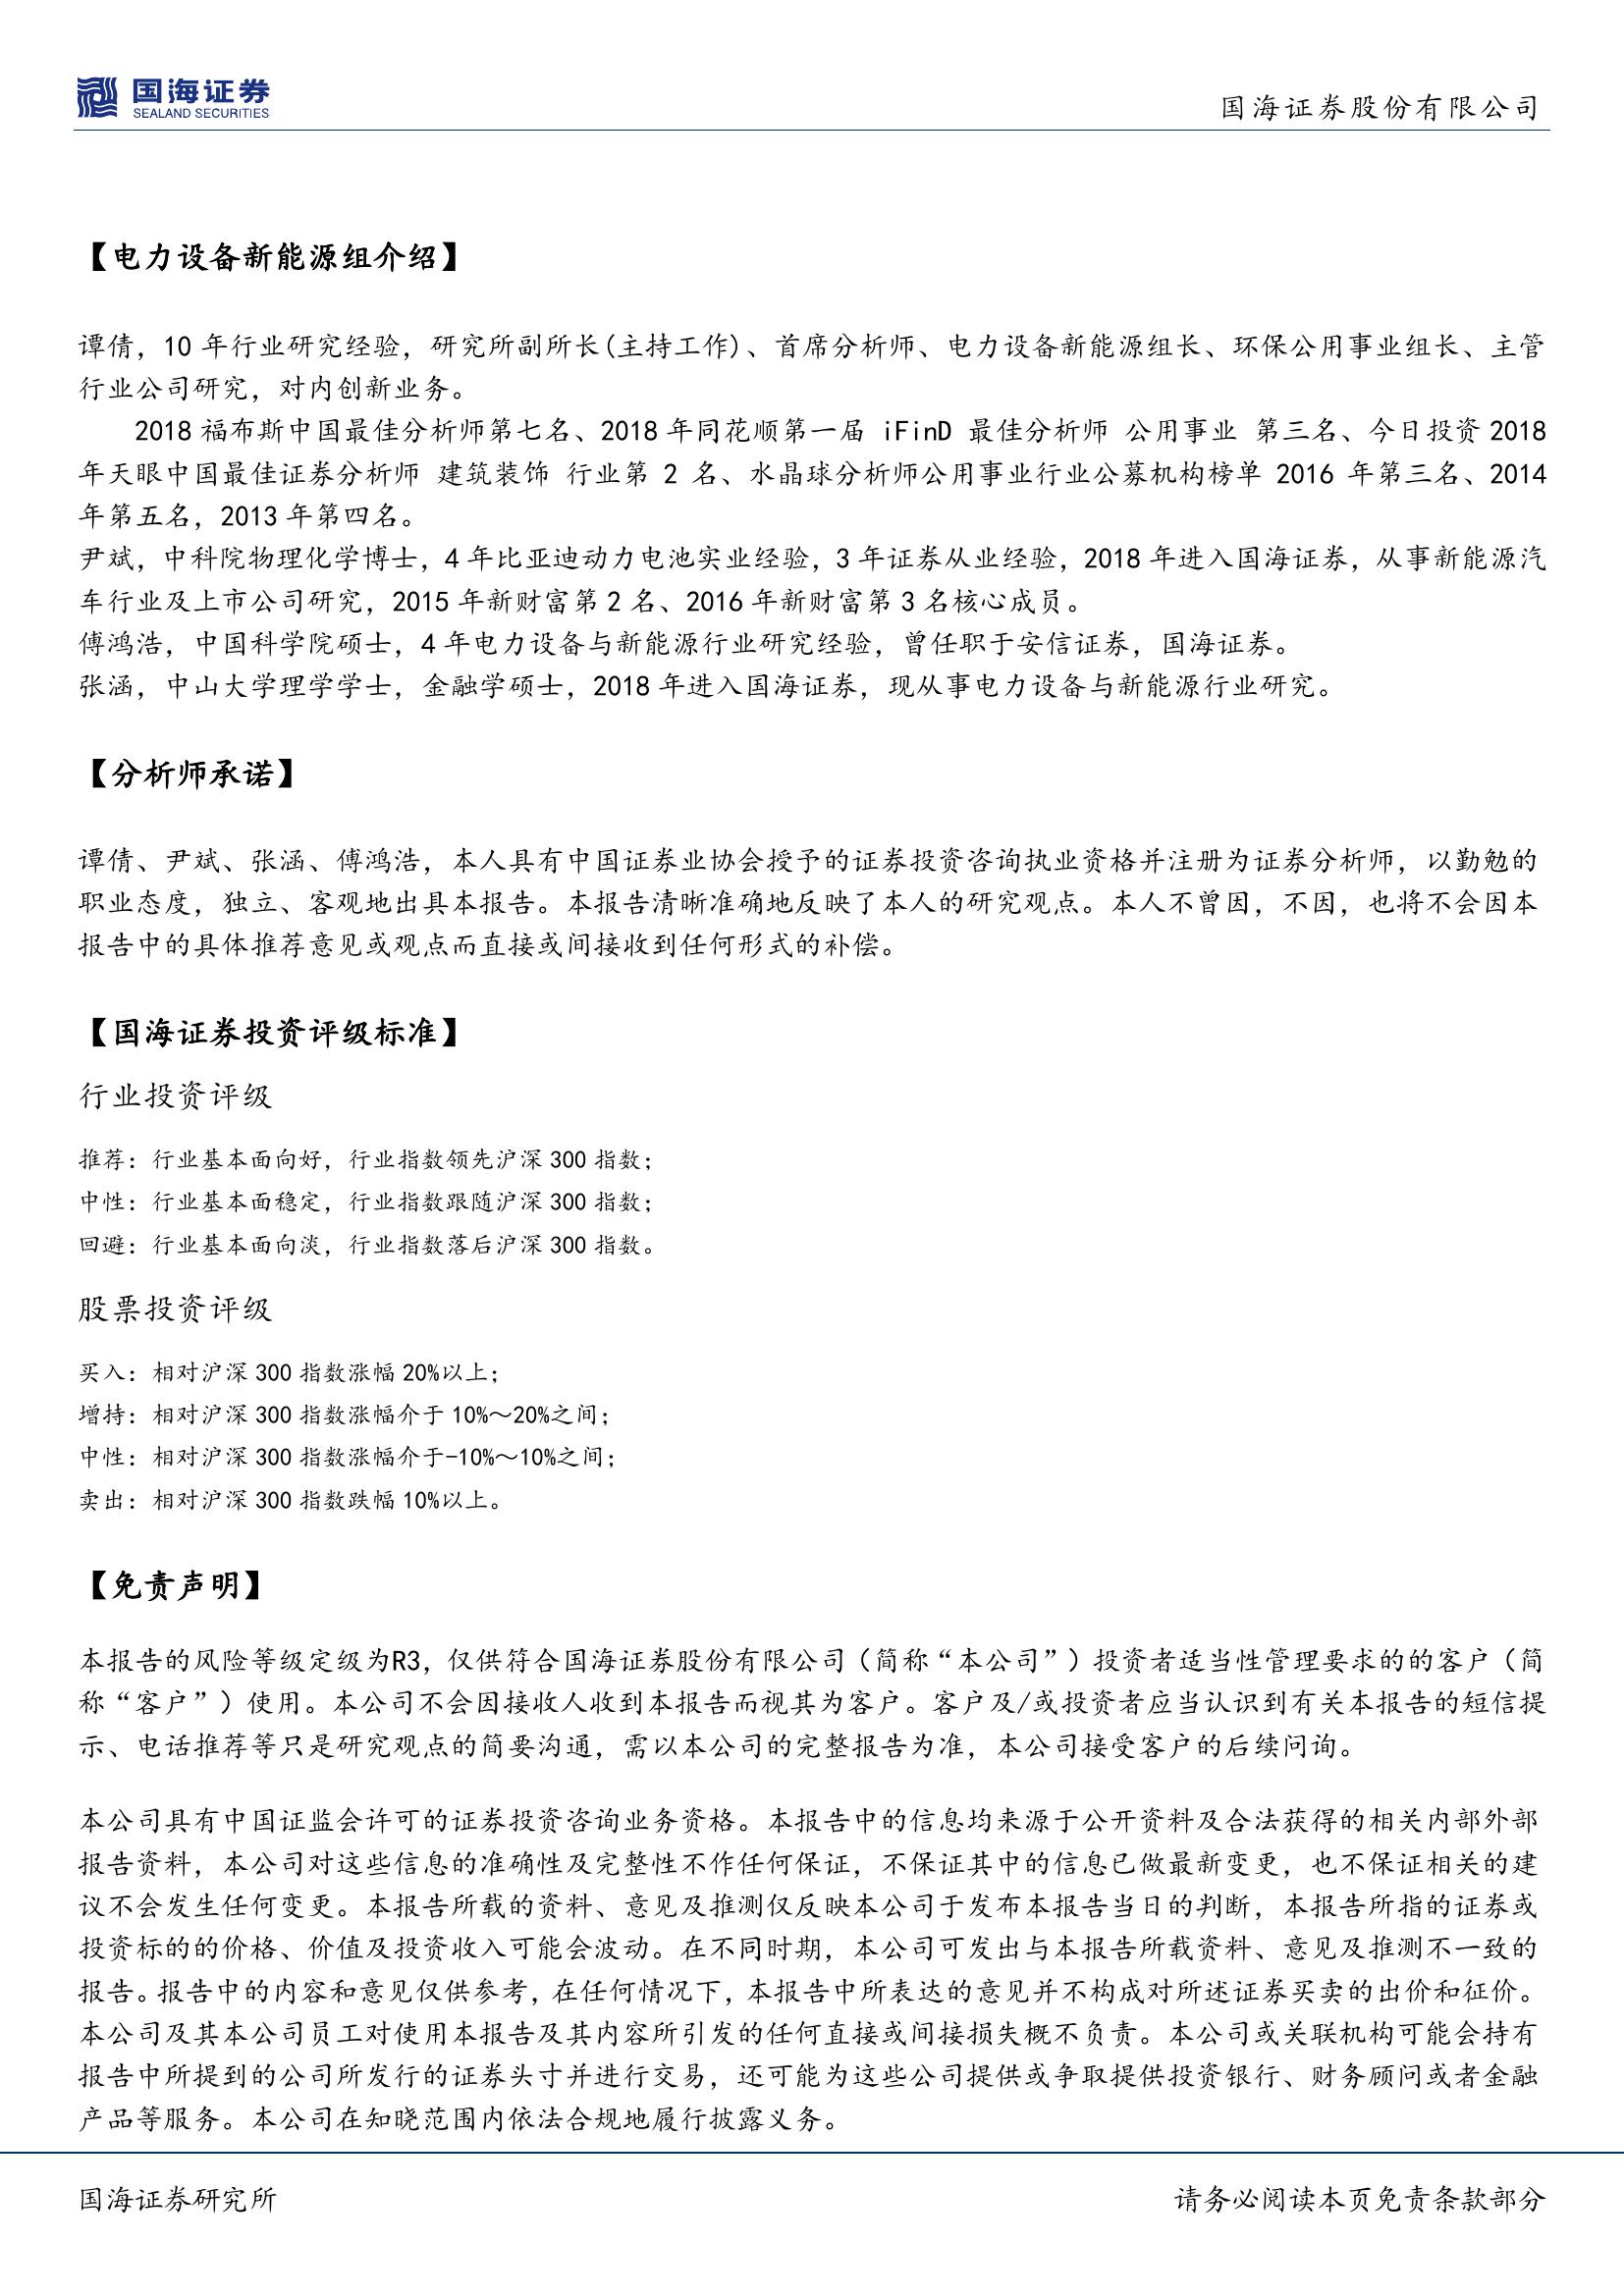 国海证券
SEALAND SECURITIES
国海证券股份有限公司
【电力设备新能源组介绍】
谭倩，10 年行业研究经验，研究所副所长(主持工作)、首席分析师、电力设备新能源组长、环保公用事业组长、主管
行业公司研究，对内创新业务。
2018 福布斯中国最佳分析师第七名、2018 年同花顺第一届 iFinD 最佳分析师 公用事业 第三名、今日投资 2018
年天眼中国最佳证券分析师 建筑装饰 行业第 2 名、水晶球分析师公用事业行业公募机构榜单 2016 年第三名、2014
年第五名，2013 年第四名。
尹斌，中科院物理化学博士，4 年比亚迪动力电池实业经验，3 年证券从业经验，2018 年进入国海证券，从事新能源汽
车行业及上市公司研究，2015 年新财富第 2 名、2016 年新财富第 3 名核心成员。
傅鸿浩，中国科学院硕士，4 年电力设备与新能源行业研究经验，曾任职于安信证券，国海证券。
张涵，中山大学理学学士，金融学硕士，2018 年进入国海证券，现从事电力设备与新能源行业研究。
【分析师承诺】
谭倩、尹斌、张涵、傅鸿浩，本人具有中国证券业协会授予的证券投资咨询执业资格并注册为证券分析师，以勤勉的
职业态度，独立、客观地出具本报告。本报告清晰准确地反映了本人的研究观点。本人不曾因，不因，也将不会因本
报告中的具体推荐意见或观点而直接或间接收到任何形式的补偿。
【国海证券投资评级标准】
行业投资评级
推荐：行业基本面向好，行业指数领先沪深 300 指数；
中性：行业基本面稳定，行业指数跟随沪深 300 指数；
回避：行业基本面向淡，行业指数落后沪深 300 指数。
股票投资评级
买入：相对沪深 300 指数涨幅 20%以上；
增持：相对沪深 300 指数涨幅介于 10%～20%之间；
中性：相对沪深 300 指数涨幅介于-10%～10%之间；
卖出：相对沪深 300 指数跌幅 10%以上。
【免责声明】
本报告的风险等级定级为R3，仅供符合国海证券股份有限公司（简称“本公司”）投资者适当性管理要求的的客户（简
称“客户”）使用。本公司不会因接收人收到本报告而视其为客户。客户及/或投资者应当认识到有关本报告的短信提
示、电话推荐等只是研究观点的简要沟通，需以本公司的完整报告为准，本公司接受客户的后续问询。
本公司具有中国证监会许可的证券投资咨询业务资格。本报告中的信息均来源于公开资料及合法获得的相关内部外部
报告资料，本公司对这些信息的准确性及完整性不作任何保证，不保证其中的信息已做最新变更，也不保证相关的建
议不会发生任何变更。本报告所载的资料、意见及推测仅反映本公司于发布本报告当日的判断，本报告所指的证券或
投资标的的价格、价值及投资收入可能会波动。在不同时期，本公司可发出与本报告所载资料、意见及推测不一致的
报告。报告中的内容和意见仅供参考，在任何情况下，本报告中所表达的意见并不构成对所述证券买卖的出价和征价。
本公司及其本公司员工对使用本报告及其内容所引发的任何直接或间接损失概不负责。本公司或关联机构可能会持有
报告中所提到的公司所发行的证券头寸并进行交易，还可能为这些公司提供或争取提供投资银行、财务顾问或者金融
产品等服务。本公司在知晓范围内依法合规地履行披露义务。
国海证券研究所
请务必阅读本页免责条款部分